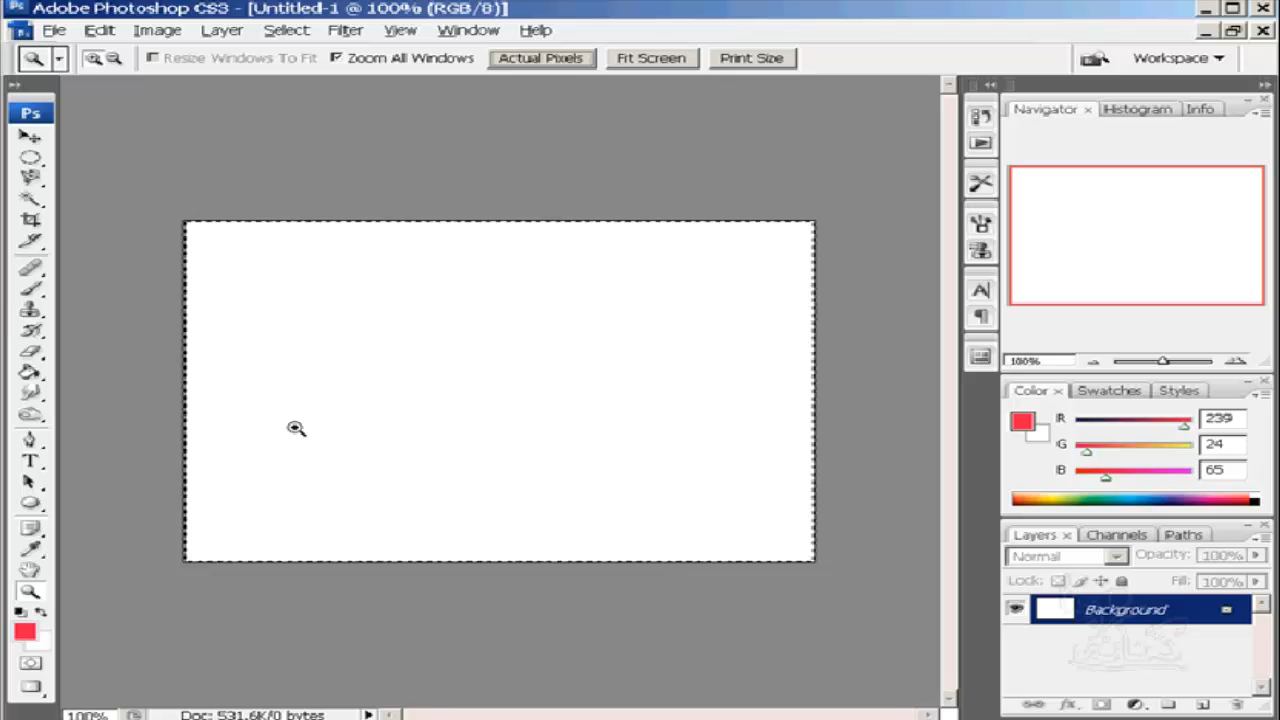 Adobe Photoshop CS3 - [Untitled-1 @ 100% (RGB/8)]
File Edit Image Layer Select Filter View Window Help
Resize Windows To Fit Zoom All Windows Actual Pixels Fit Screen Print Size Workspace
Ps
Navigator Histogram Info
100%
Color Swatches Styles
R 239
G 24
B 65
Layers Channels Paths
Normal Opacity: 100%
Lock: Fill: 100%
Background
100% Doc: 531.6K/0 bytes